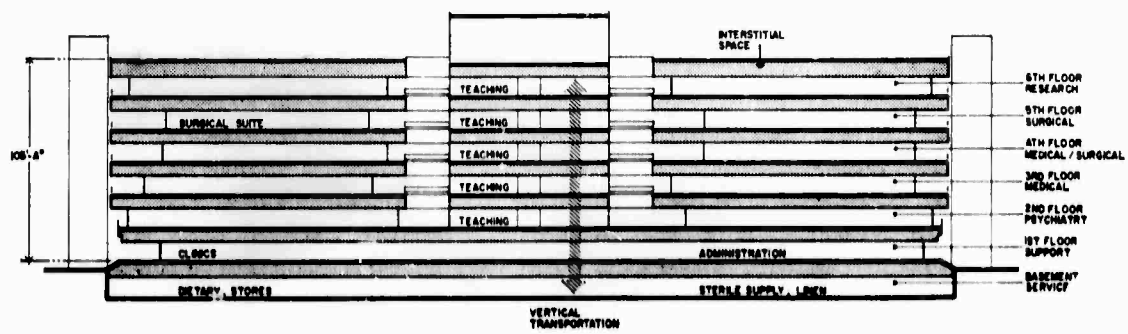 INTERSTITIAL
SPACE
6TH FLOOR
RESEARCH
TEACHING
5TH FLOOR
SURGICAL
SURGICAL SUITE
TEACHING
4TH FLOOR
MEDICAL / SURGICAL
TEACHING
3RD FLOOR
MEDICAL
TEACHING
2ND FLOOR
PSYCHIATRY
TEACHING
1ST FLOOR
SUPPORT
CLINICS
ADMINISTRATION
BASEMENT
SERVICE
DIETARY, STORES
STERILE SUPPLY, LINEN
VERTICAL
TRANSPORTATION